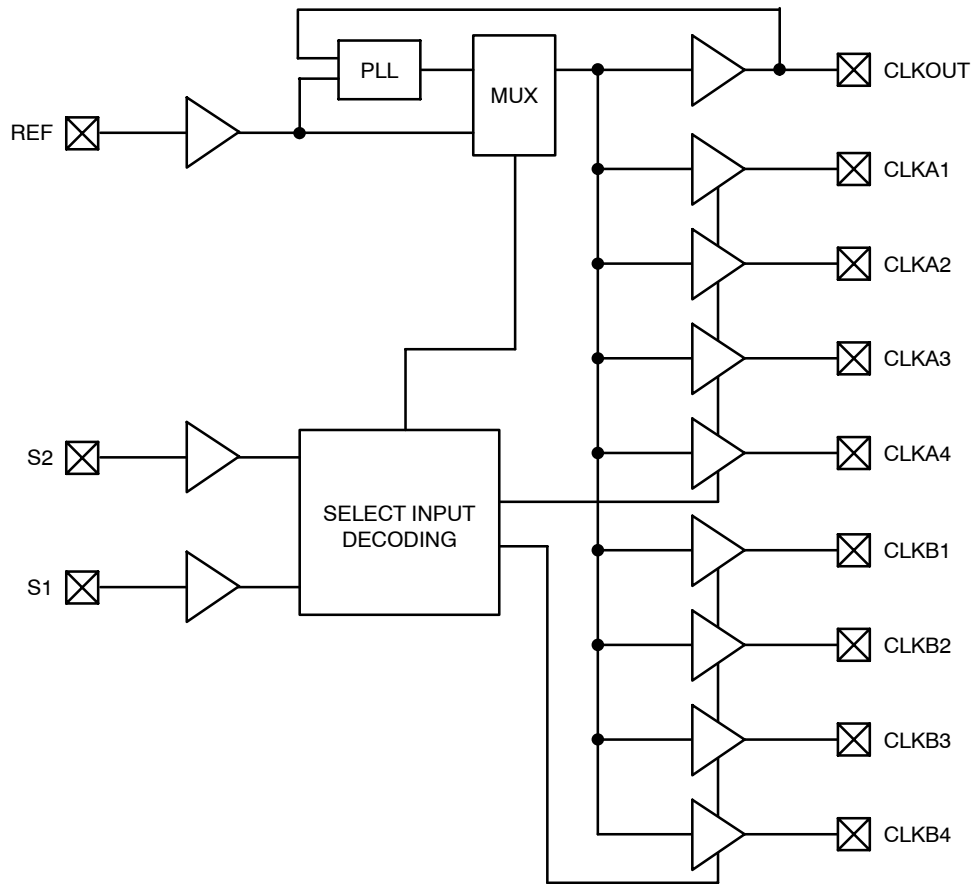 PLL
MUX
CLKOUT
REF
CLKA1
CLKA2
CLKA3
CLKA4
S2
SELECT INPUT
DECODING
CLKB1
S1
CLKB2
CLKB3
CLKB4